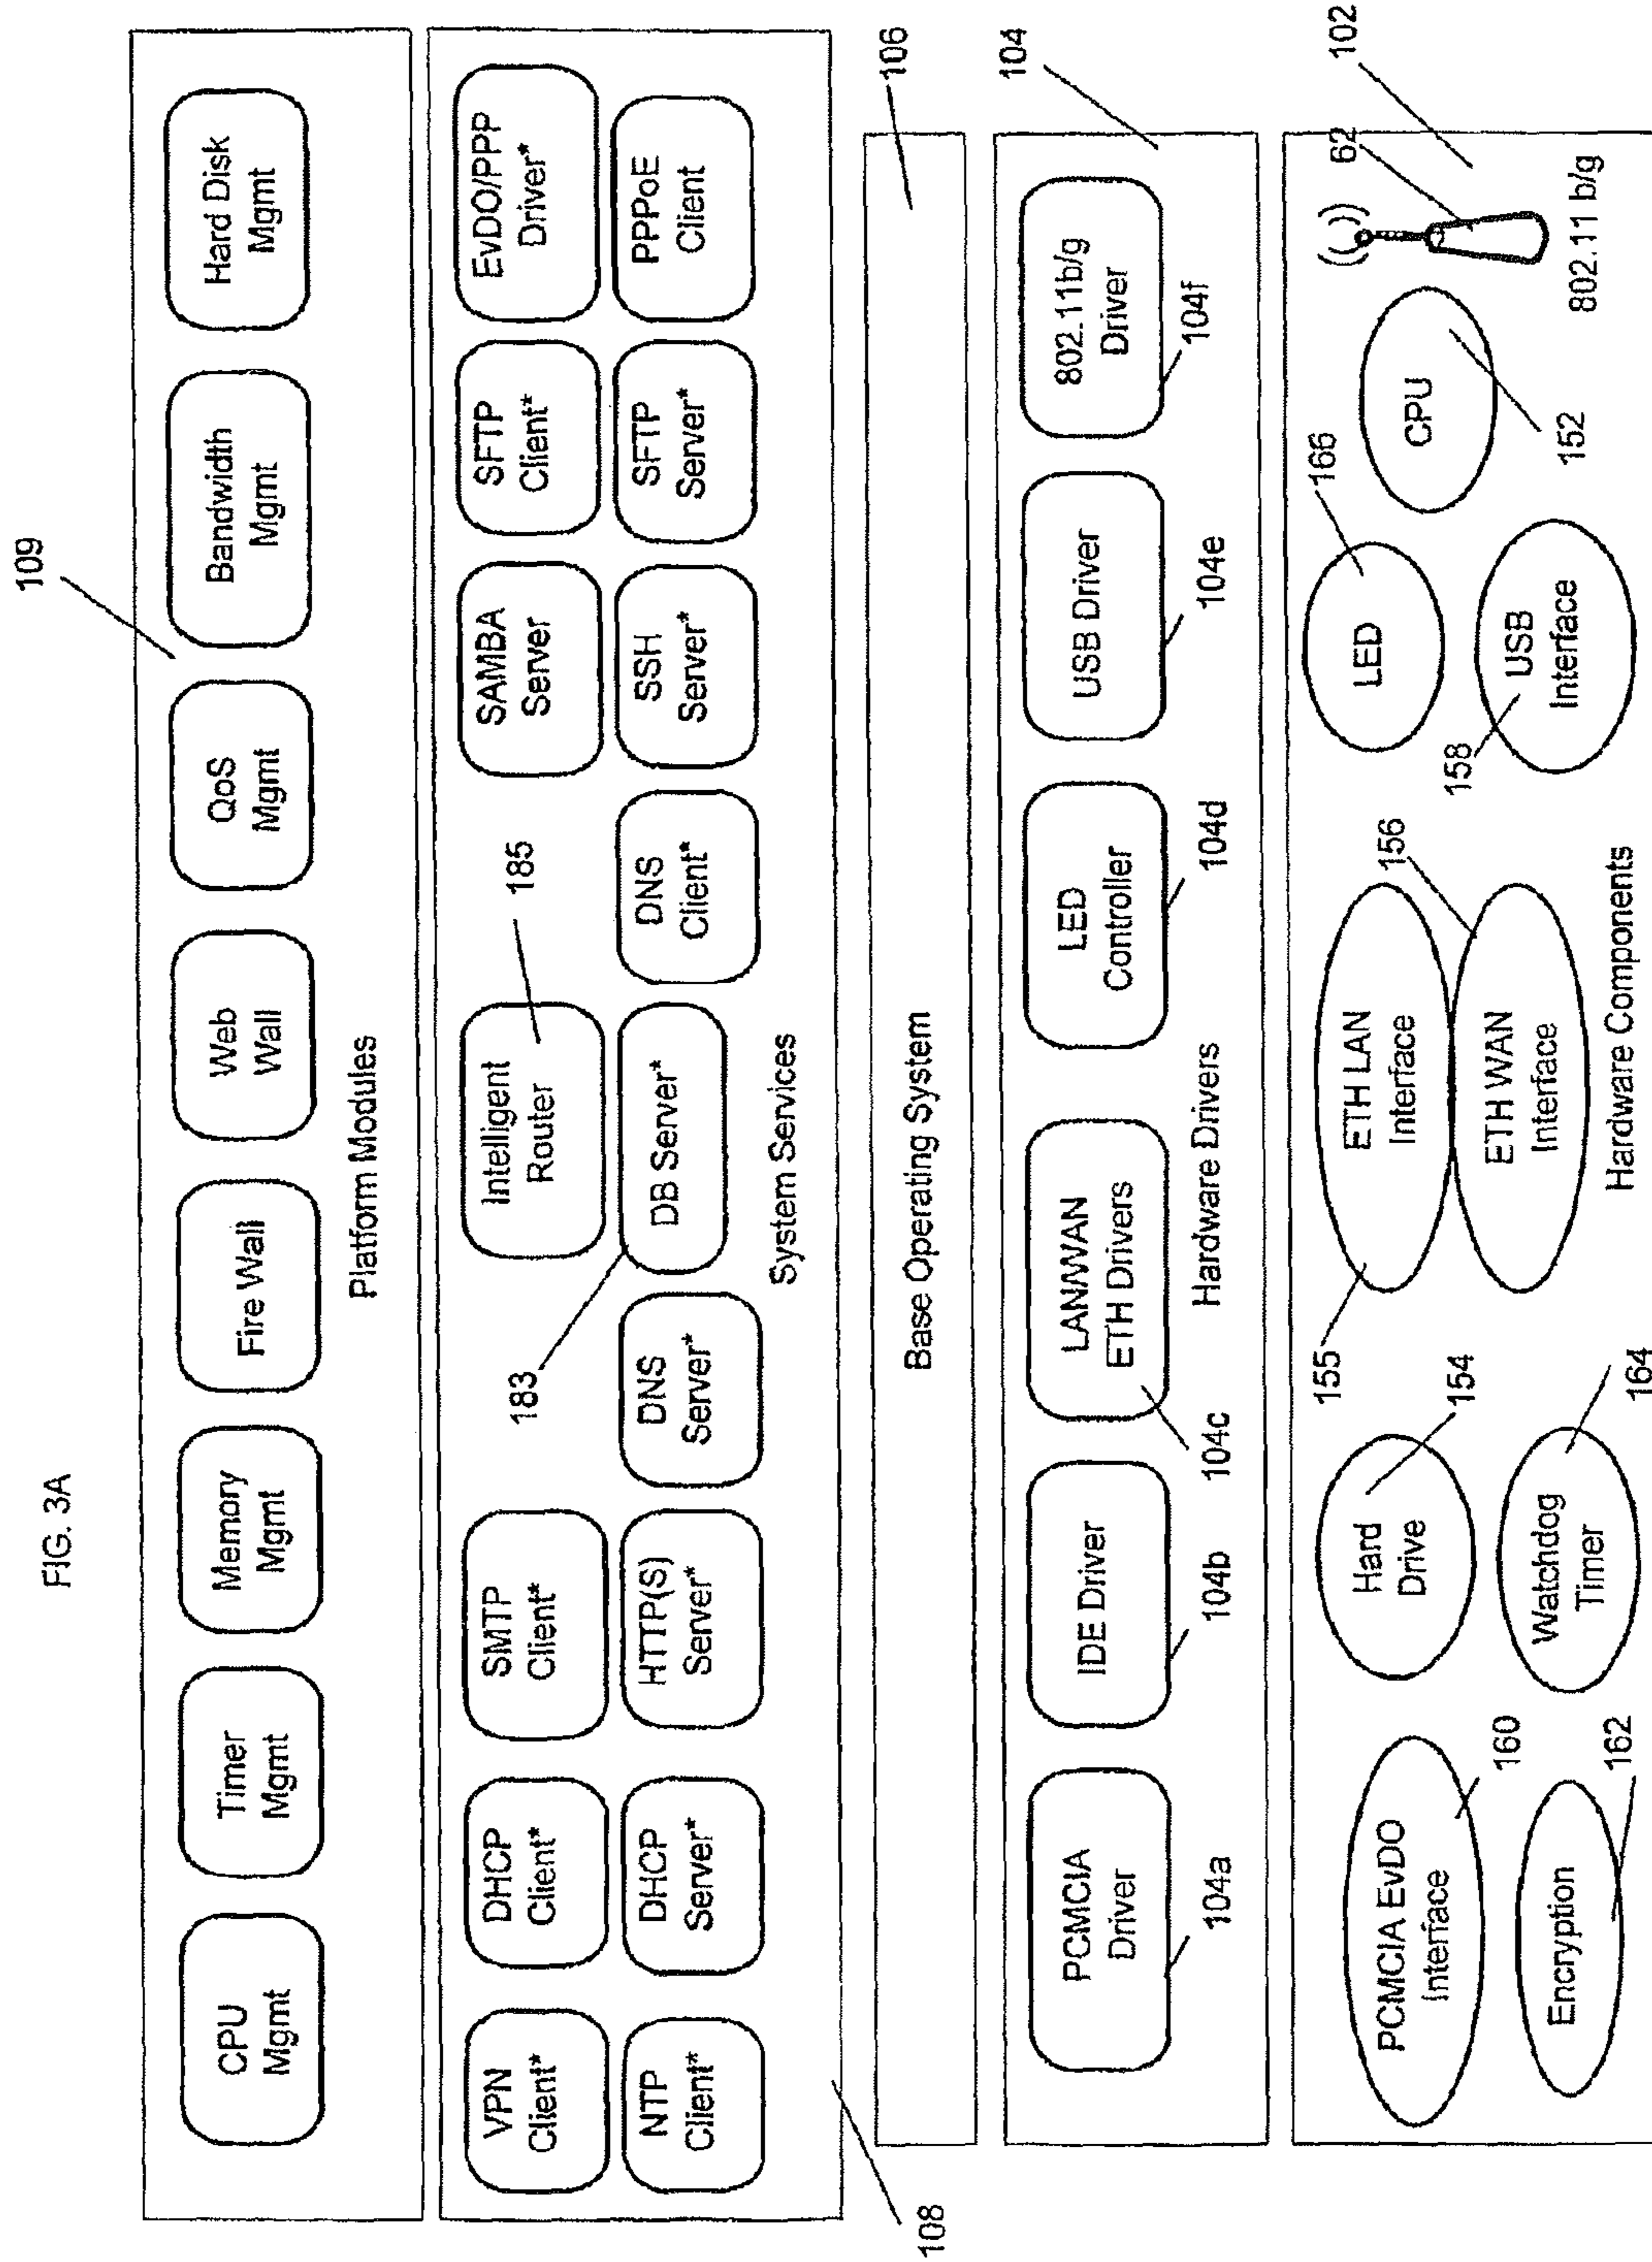 FIG. 3A
109
CPU
Mgmt
Timer
Mgmt
Memory
Mgmt
Fire Wall
Web
Wall
QoS
Mgmt
Bandwidth
Mgmt
Hard Disk
Mgmt
Platform Modules
VPN
Client*
DHCP
Client*
SMTP
Client*
Intelligent
Router
185
SAMBA
Server
SFTP
Client*
EvDO/PPP
Driver*
NTP
Client*
DHCP
Server*
HTTP(S)
Server*
DNS
Server*
183
DB Server*
DNS
Client*
SSH
Server*
SFTP
Server*
PPPoE
Client
System Services
108
106
Base Operating System
104
PCMCIA
Driver
104a
IDE Driver
104b
LAN/WAN
ETH Drivers
104c
LED
Controller
104d
USB Driver
104e
802.11b/g
Driver
104f
Hardware Drivers
102
PCMCIA EvDO
Interface
160
Encryption
162
Hard
Drive
154
Watchdog
Timer
164
155
ETH LAN
Interface
156
ETH WAN
Interface
LED
166
158
USB
Interface
CPU
152
62
802.11 b/g
Hardware Components